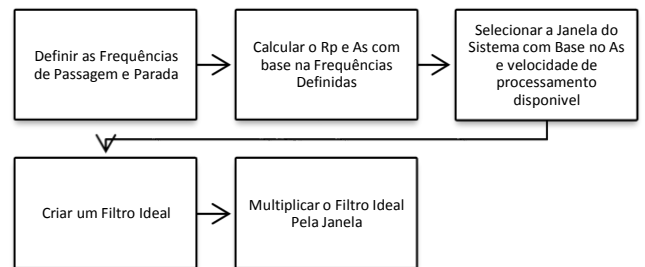 Definir as Frequências
de Passagem e Parada
Calcular o Rp e As com
base na Frequências
Definidas
Selecionar a Janela do
Sistema com Base no As
e velocidade de
processamento
disponivel
Criar um Filtro Ideal
Multiplicar o Filtro Ideal
Pela Janela